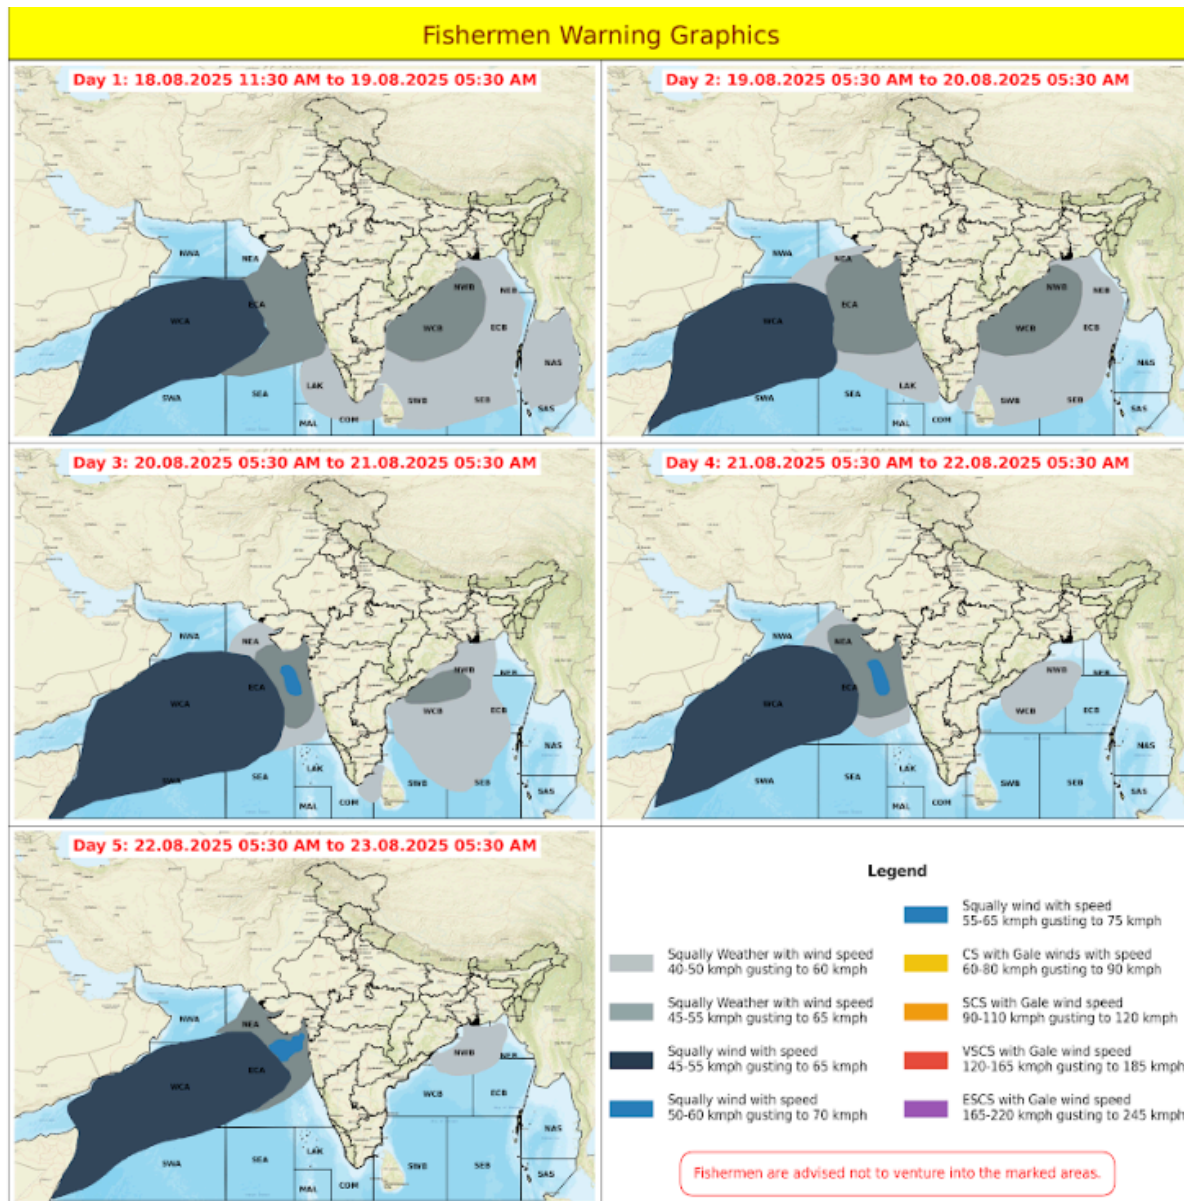 Fishermen Warning Graphics
Day 1: 18.08.2025 11:30 AM to 19.08.2025 05:30 AM
NWA
NEA
ECA
WCA
NWB
NEB
WCB
ECB
NAS
LAK
SWA
SEA
SWB
SEB
SAS
MAL
COM
Day 2: 19.08.2025 05:30 AM to 20.08.2025 05:30 AM
NWA
NEA
ECA
WCA
NWB
NEB
WCB
ECB
NAS
LAK
SWA
SEA
SWB
SEB
SAS
MAL
COM
Day 3: 20.08.2025 05:30 AM to 21.08.2025 05:30 AM
NWA
NEA
ECA
WCA
NWB
NEB
WCB
ECB
NAS
LAK
SWA
SEA
SWB
SEB
SAS
MAL
COM
Day 4: 21.08.2025 05:30 AM to 22.08.2025 05:30 AM
NWA
NEA
ECA
WCA
NWB
NEB
WCB
ECB
NAS
LAK
SWA
SEA
SWB
SEB
SAS
MAL
COM
Day 5: 22.08.2025 05:30 AM to 23.08.2025 05:30 AM
NWA
NEA
ECA
WCA
NWB
NEB
WCB
ECB
NAS
LAK
SWA
SEA
SWB
SEB
SAS
MAL
COM
Legend
Squally Weather with wind speed
40-50 kmph gusting to 60 kmph
Squally Weather with wind speed
45-55 kmph gusting to 65 kmph
Squally wind with speed
45-55 kmph gusting to 65 kmph
Squally wind with speed
50-60 kmph gusting to 70 kmph
Squally wind with speed
55-65 kmph gusting to 75 kmph
CS with Gale winds with speed
60-80 kmph gusting to 90 kmph
SCS with Gale wind speed
90-110 kmph gusting to 120 kmph
VSCS with Gale wind speed
120-165 kmph gusting to 185 kmph
ESCS with Gale wind speed
165-220 kmph gusting to 245 kmph
Fishermen are advised not to venture into the marked areas.